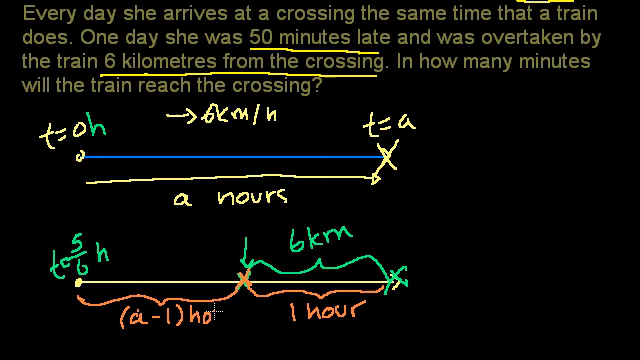 Every day she arrives at a crossing the same time that a train
does. One day she was 50 minutes late and was overtaken by
the train 6 kilometres from the crossing. In how many minutes
will the train reach the crossing?
t=0h → 6km/h t=a
a hours
t=5/6 h 6km
(a-1)ho 1 hour